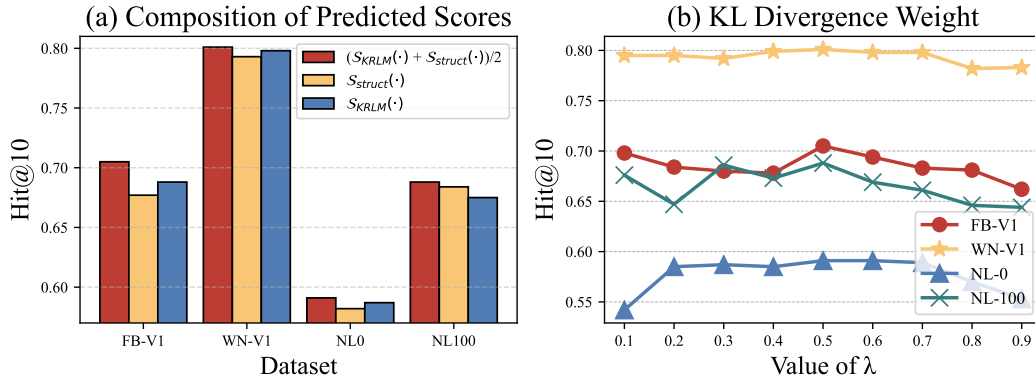 (a) Composition of Predicted Scores
Hit@10
0.80
0.75
0.70
0.65
0.60
(S_KRLM(·) + S_struct(·))/2
S_struct(·)
S_KRLM(·)
FB-V1
WN-V1
NL0
NL100
Dataset
(b) KL Divergence Weight
Hit@10
0.80
0.75
0.70
0.65
0.60
0.55
FB-V1
WN-V1
NL-0
NL-100
0.1
0.2
0.3
0.4
0.5
0.6
0.7
0.8
0.9
Value of λ